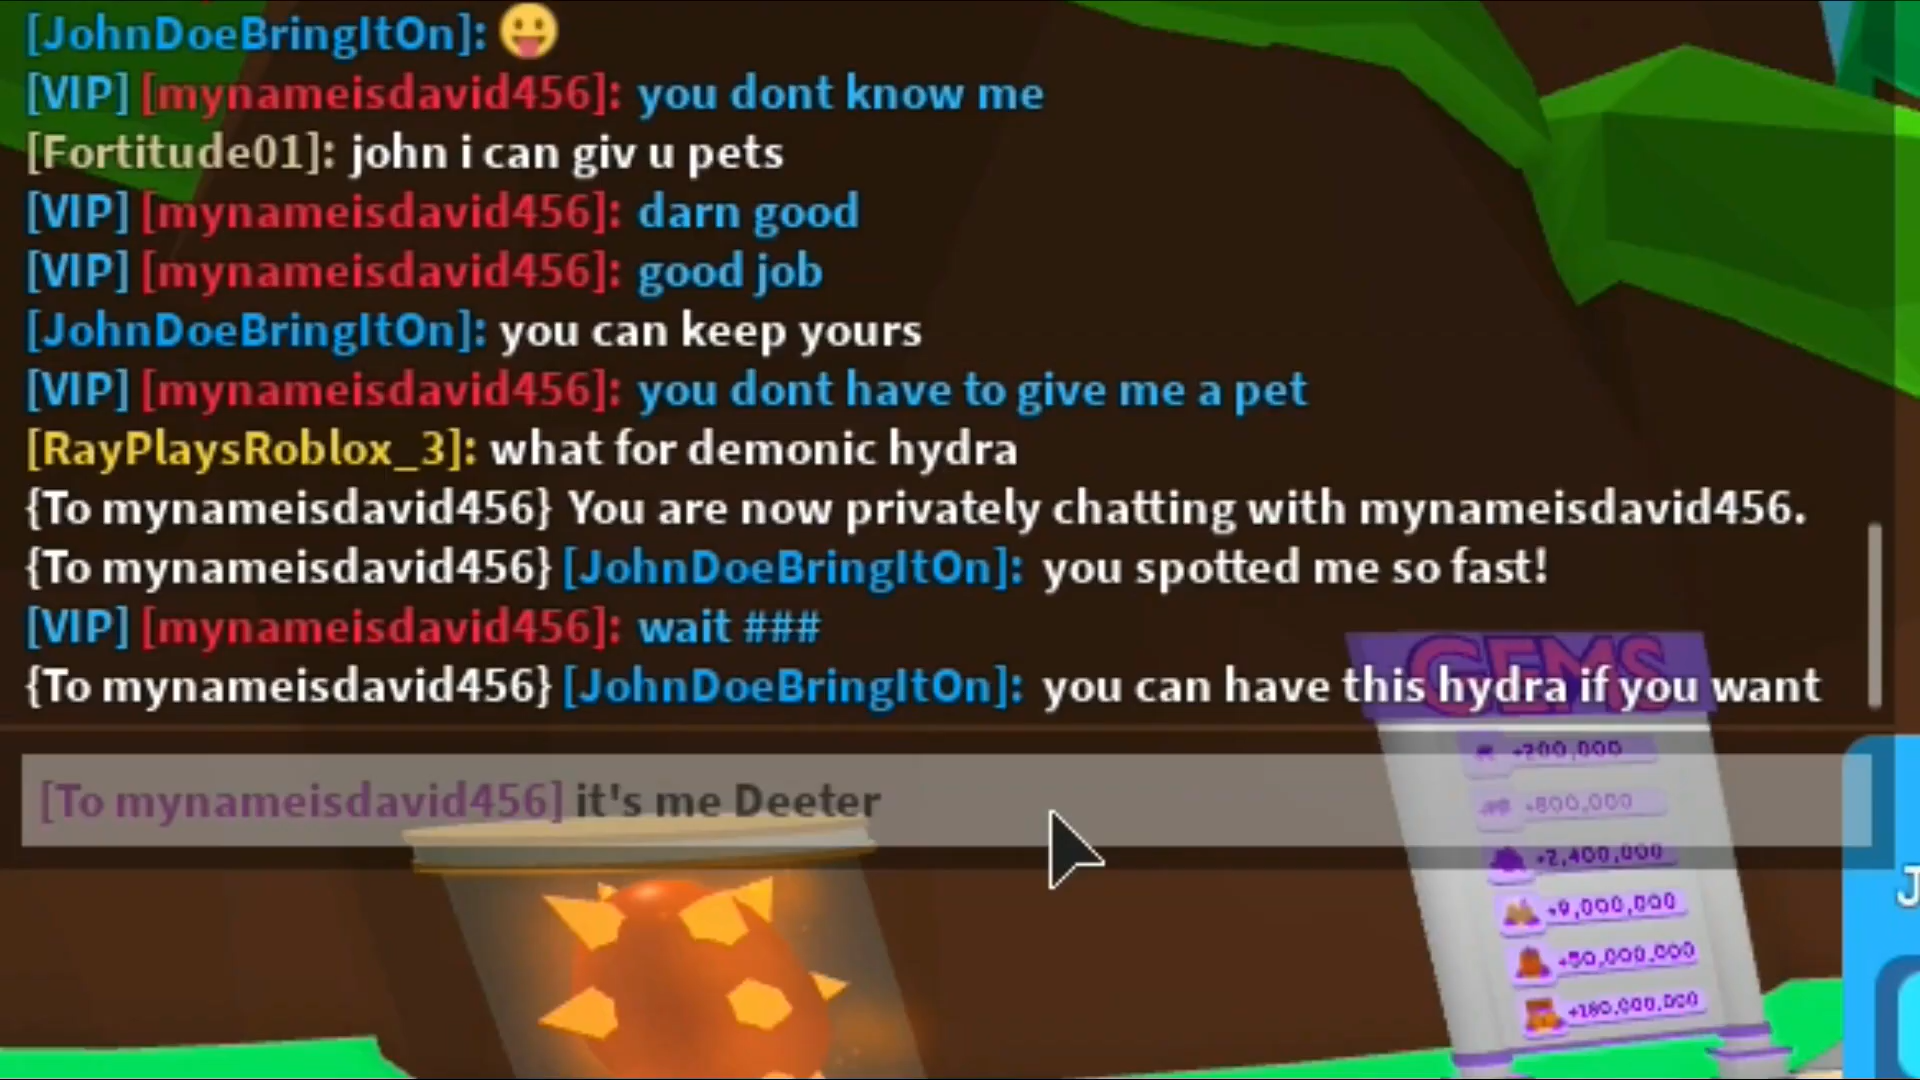 [JohnDoeBringItOn]: 😛
[VIP] [mynameisdavid456]: you dont know me
[Fortitude01]: john i can giv u pets
[VIP] [mynameisdavid456]: darn good
[VIP] [mynameisdavid456]: good job
[JohnDoeBringItOn]: you can keep yours
[VIP] [mynameisdavid456]: you dont have to give me a pet
[RayPlaysRoblox_3]: what for demonic hydra
{To mynameisdavid456} You are now privately chatting with mynameisdavid456.
{To mynameisdavid456} [JohnDoeBringItOn]: you spotted me so fast!
[VIP] [mynameisdavid456]: wait ###
{To mynameisdavid456} [JohnDoeBringItOn]: you can have this hydra if you want
[To mynameisdavid456] it's me Deeter
GEMS
+200,000
+800,000
+2,400,000
+9,000,000
+50,000,000
+180,000,000
J